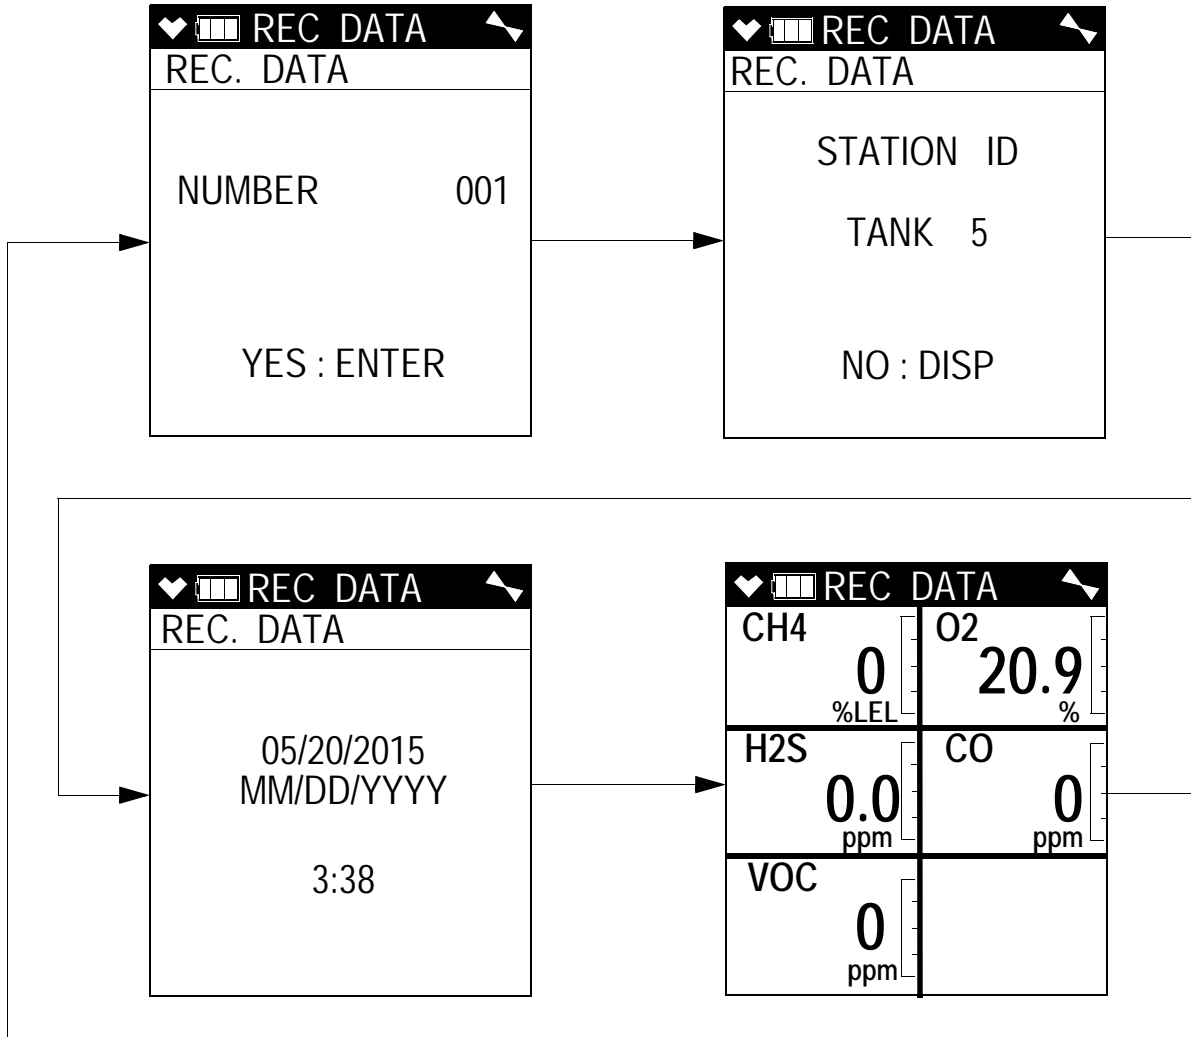 REC DATA
REC. DATA
NUMBER 001
YES : ENTER
REC DATA
REC. DATA
STATION ID
TANK 5
NO : DISP
REC DATA
REC. DATA
05/20/2015
MM/DD/YYYY
3:38
REC DATA
CH4
0
%LEL
O2
20.9
%
H2S
0.0
ppm
CO
0
ppm
VOC
0
ppm